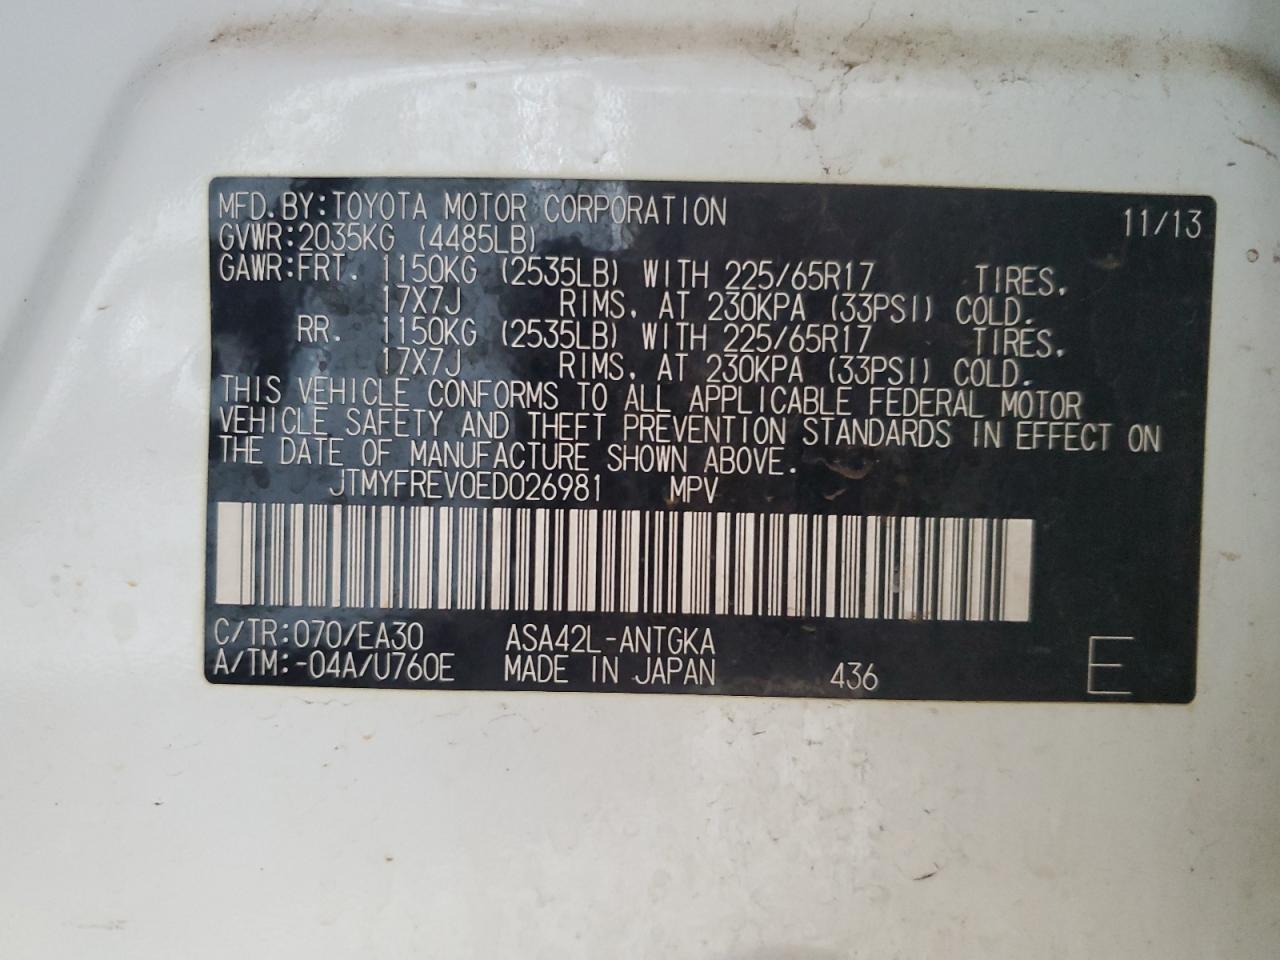 MFD.BY:TOYOTA MOTOR CORPORATION 11/13
GVWR:2035KG (4485LB)
GAWR:FRT. 1150KG (2535LB) WITH 225/65R17 TIRES,
17X7J RIMS, AT 230KPA (33PSI) COLD.
RR. 1150KG (2535LB) WITH 225/65R17 TIRES,
17X7J RIMS, AT 230KPA (33PSI) COLD.
THIS VEHICLE CONFORMS TO ALL APPLICABLE FEDERAL MOTOR
VEHICLE SAFETY AND THEFT PREVENTION STANDARDS IN EFFECT ON
THE DATE OF MANUFACTURE SHOWN ABOVE.
JTMYFREV0ED026981 MPV
C/TR:070/EA30 ASA42L-ANTGKA
A/TM:-04A/U760E MADE IN JAPAN 436 E